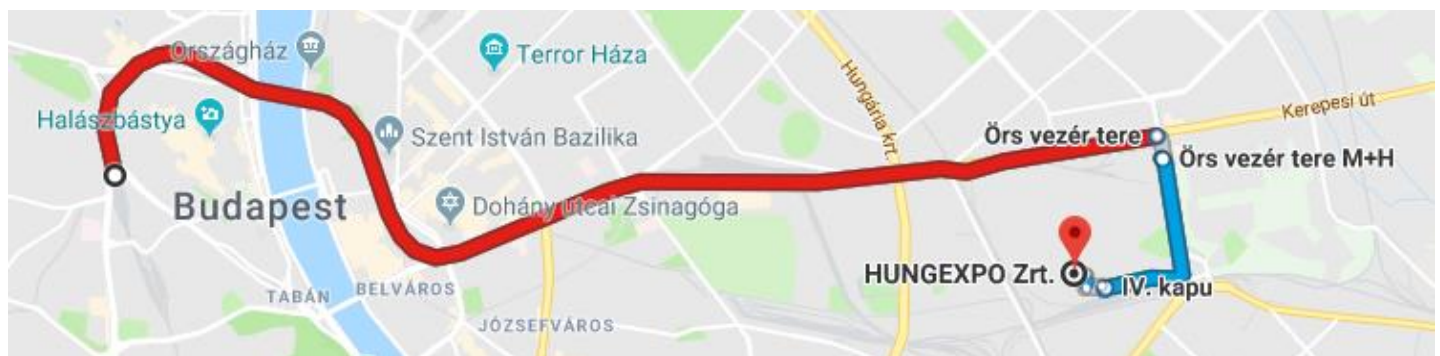 Országház
Terror Háza
Halászbástya
Szent István Bazilika
Hungária krt.
Kerepesi út
Örs vezér tere
Örs vezér tere M+H
Budapest
Dohány utcai Zsinagóga
HUNGEXPO Zrt.
IV. kapu
TABÁN
BELVÁROS
JÓZSEFVÁROS